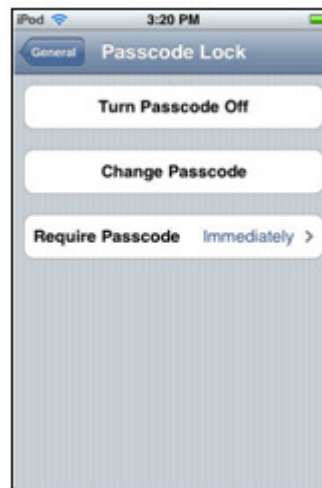 iPod 3:20 PM
General Passcode Lock
Turn Passcode Off
Change Passcode
Require Passcode Immediately